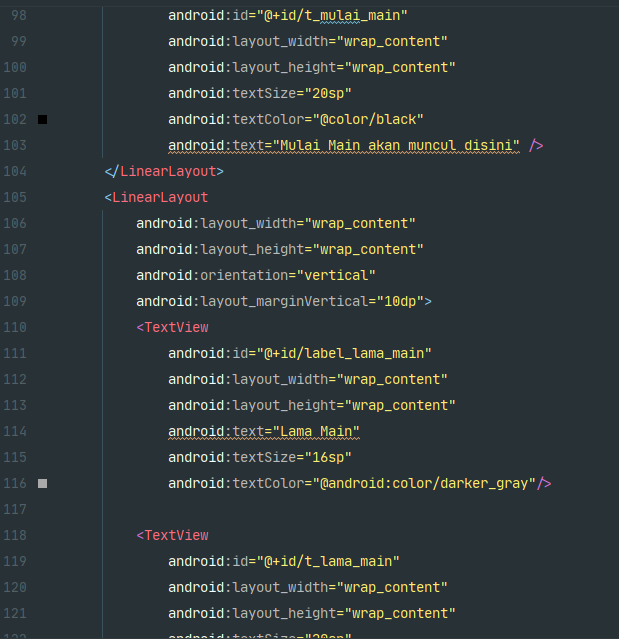 98 android:id="@+id/t_mulai_main"
99 android:layout_width="wrap_content"
100 android:layout_height="wrap_content"
101 android:textSize="20sp"
102 android:textColor="@color/black"
103 android:text="Mulai Main akan muncul disini" />
104 </LinearLayout>
105 <LinearLayout
106 android:layout_width="wrap_content"
107 android:layout_height="wrap_content"
108 android:orientation="vertical"
109 android:layout_marginVertical="10dp">
110 <TextView
111 android:id="@+id/label_lama_main"
112 android:layout_width="wrap_content"
113 android:layout_height="wrap_content"
114 android:text="Lama Main"
115 android:textSize="16sp"
116 android:textColor="@android:color/darker_gray"/>
117
118 <TextView
119 android:id="@+id/t_lama_main"
120 android:layout_width="wrap_content"
121 android:layout_height="wrap_content"
122 android:textSize="20sp"